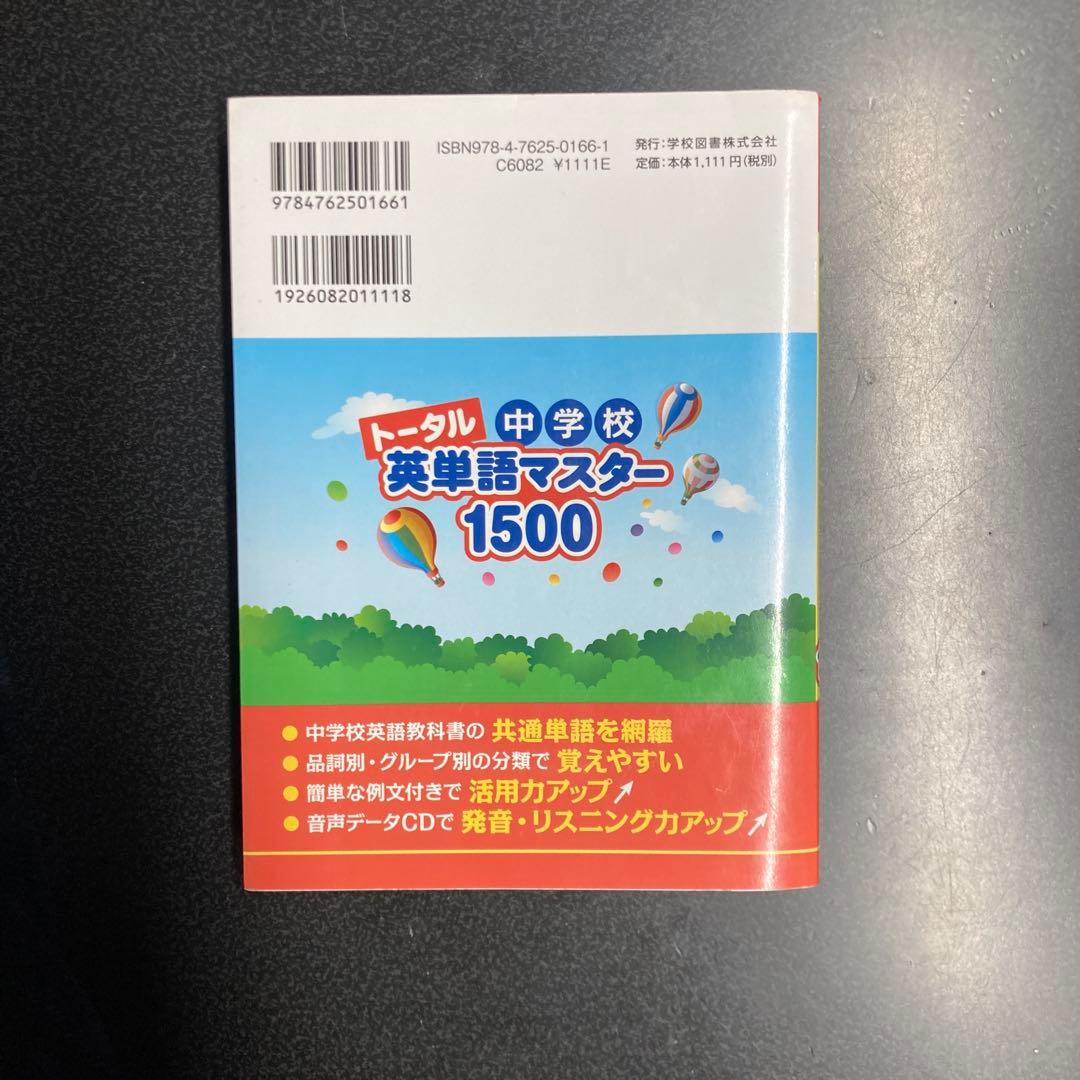 ISBN978-4-7625-0166-1
C6082 ¥1111E
発行:学校図書株式会社
定価:本体1,111円(税別)
9784762501661
1926082011118
トータル 中学校
英単語マスター
1500
● 中学校英語教科書の 共通単語を網羅
● 品詞別・グループ別の分類で 覚えやすい
● 簡単な例文付きで 活用力アップ↗
● 音声データCDで 発音・リスニング力アップ↗